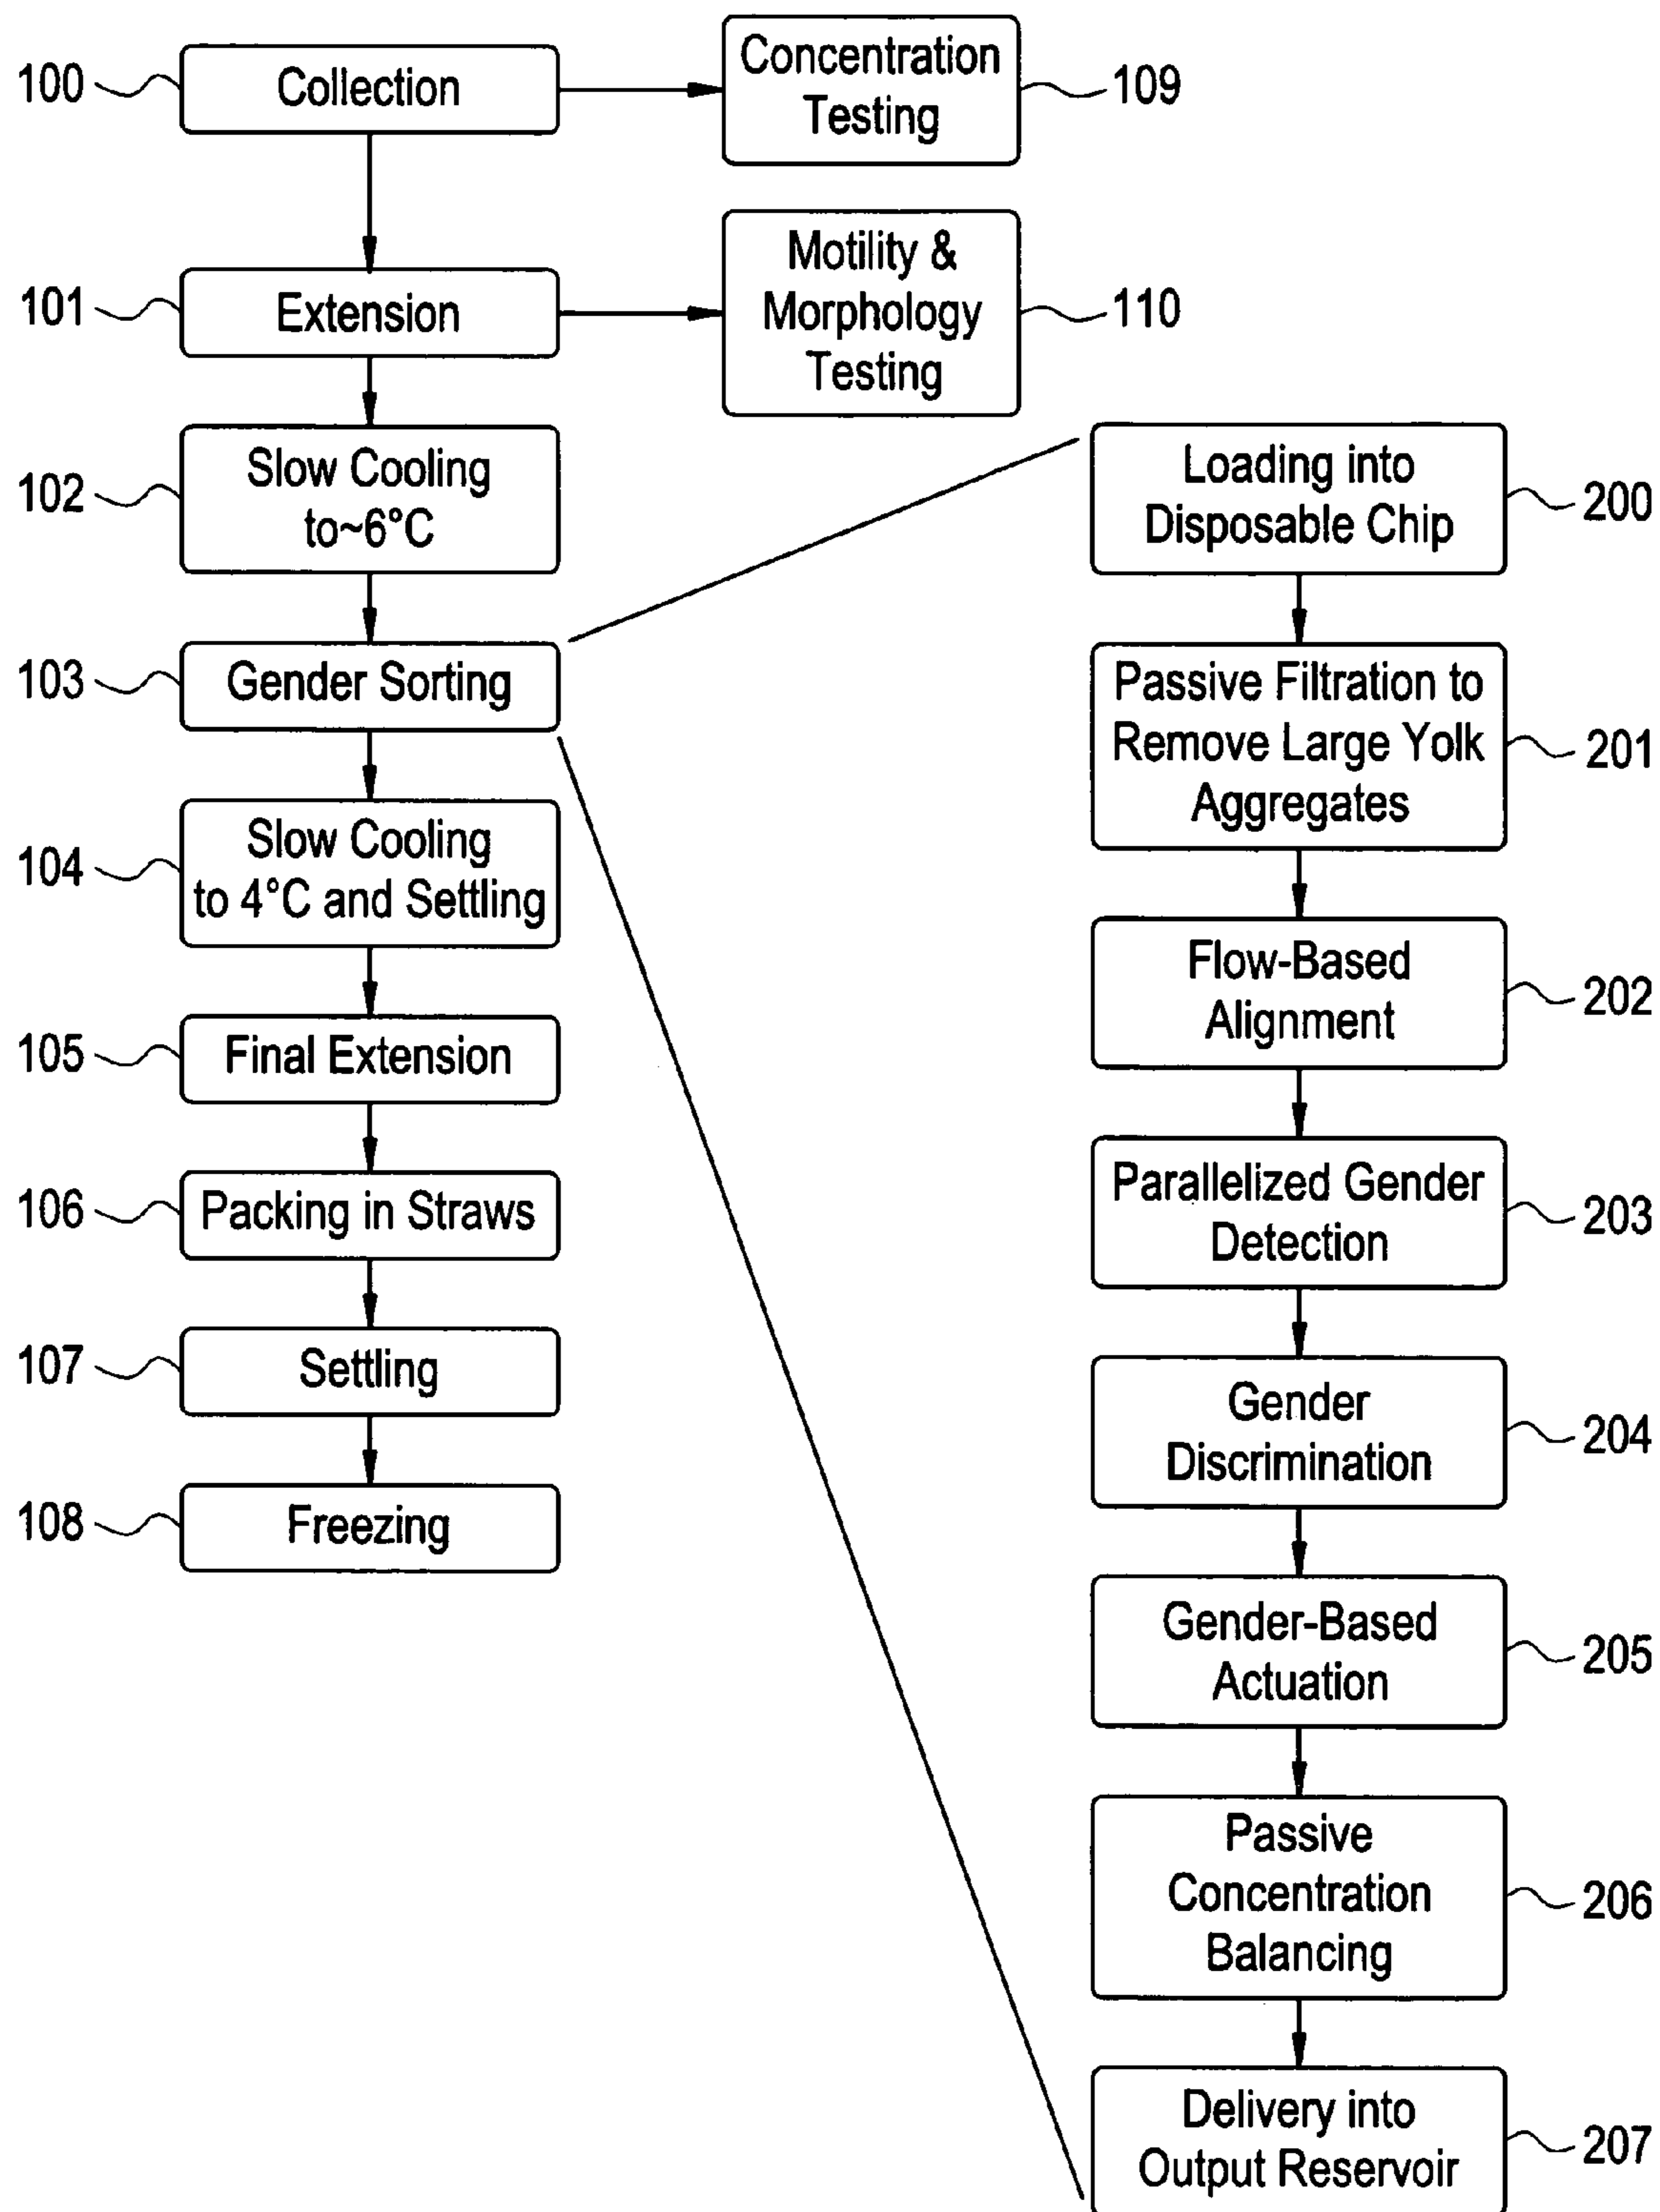 100
Collection
Concentration
Testing
109
101
Extension
Motility &
Morphology
Testing
110
102
Slow Cooling
to~6°C
103
Gender Sorting
104
Slow Cooling
to 4°C and Settling
105
Final Extension
106
Packing in Straws
107
Settling
108
Freezing
Loading into
Disposable Chip
200
Passive Filtration to
Remove Large Yolk
Aggregates
201
Flow-Based
Alignment
202
Parallelized Gender
Detection
203
Gender
Discrimination
204
Gender-Based
Actuation
205
Passive
Concentration
Balancing
206
Delivery into
Output Reservoir
207